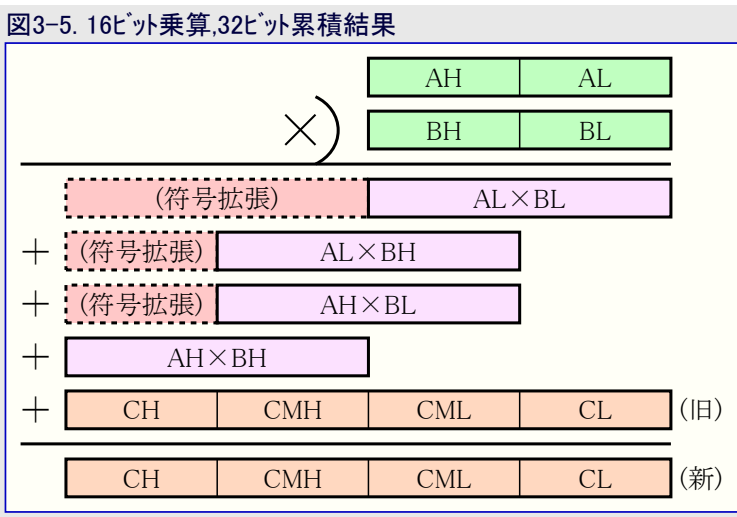 図3-5. 16ビット乗算,32ビット累積結果
AH AL
× BH BL
(符号拡張) AL×BL
+ (符号拡張) AL×BH
+ (符号拡張) AH×BL
+ AH×BH
+ CH CMH CML CL (旧)
CH CMH CML CL (新)